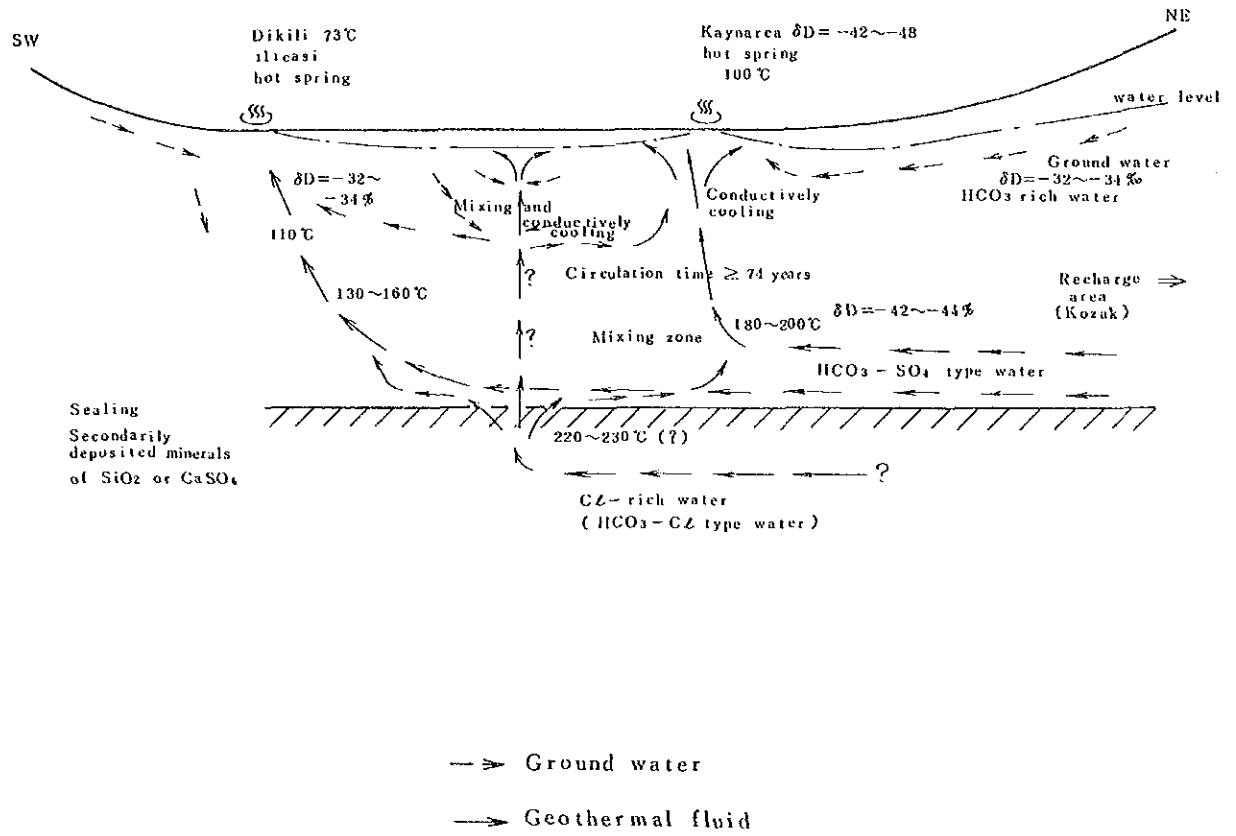 SW
NE
Dikili 73℃
ilicasi
hot spring
Kaynarca δD=-42~-48
hot spring
100℃
water level
Ground water
δD=-32~-34‰
HCO₃ rich water
δD=-32~
-34%
Mixing and
conductively
cooling
Conductively
cooling
110℃
?
Circulation time ≥ 74 years
Recharge
area
(Kozak)
130~160℃
?
180~200℃
δD=-42~-44%
Mixing zone
HCO₃-SO₄ type water
Sealing
Secondarily
deposited minerals
of SiO₂ or CaSO₄
220~230℃ (?)
?
Cℓ-rich water
(HCO₃-Cℓ type water)
Ground water
Geothermal fluid